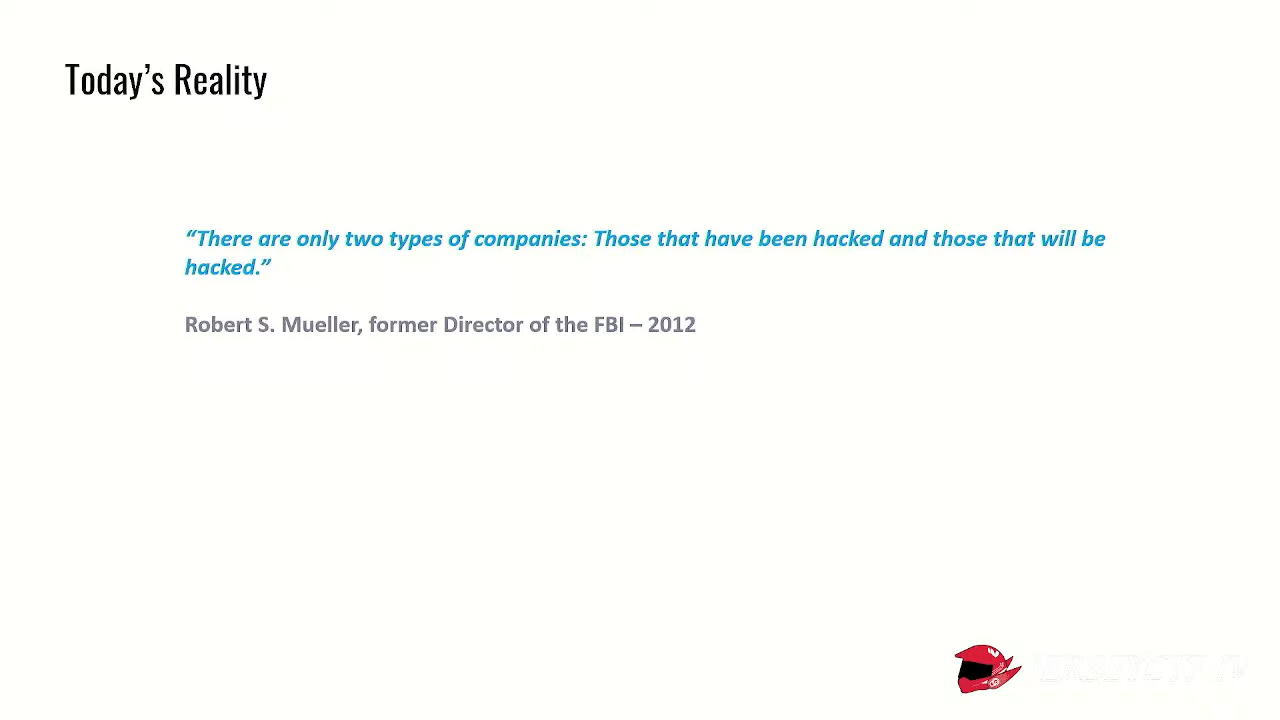 Today’s Reality
“There are only two types of companies: Those that have been hacked and those that will be
hacked.”
Robert S. Mueller, former Director of the FBI – 2012